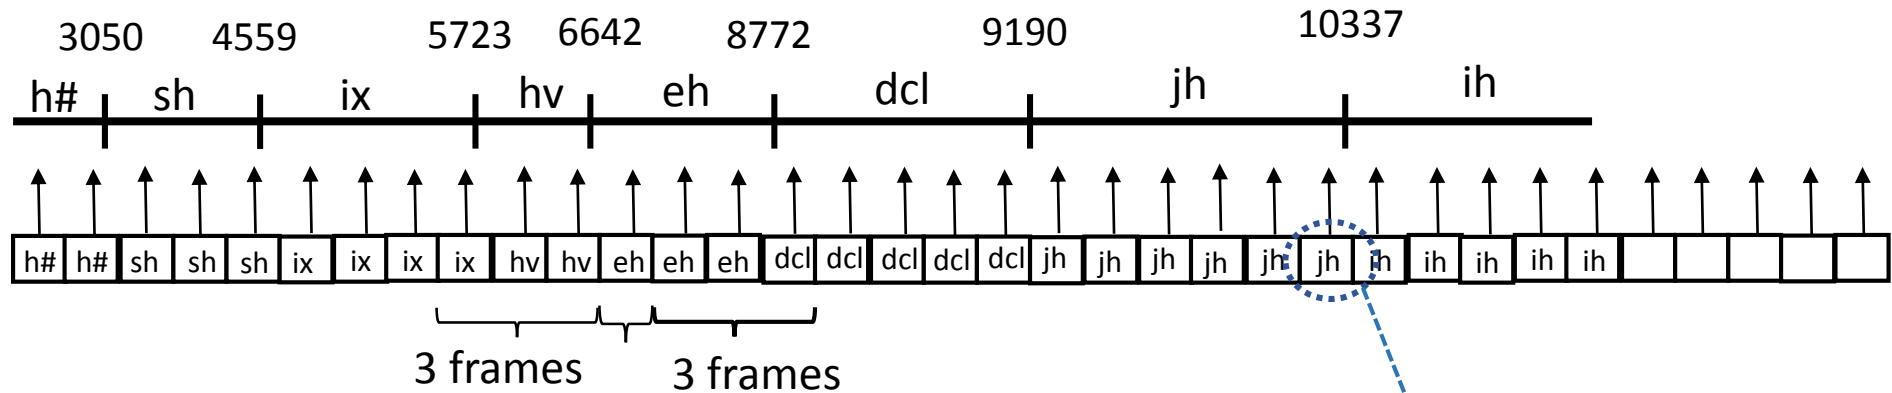 3050 4559 5723 6642 8772 9190 10337
h# sh ix hv eh dcl jh ih
h# h# sh sh sh ix ix ix ix hv hv eh eh eh dcl dcl dcl dcl dcl jh jh jh jh jh jh ih ih ih ih ih
3 frames 3 frames